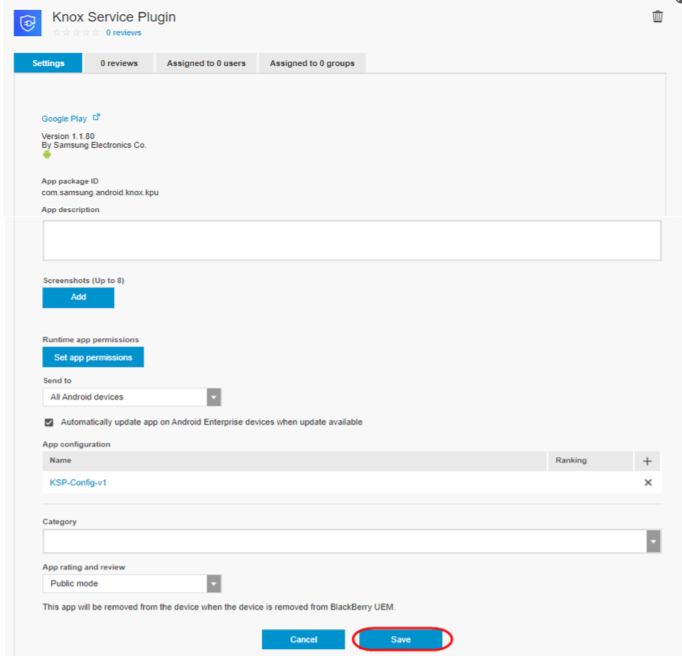 Knox Service Plugin
0 reviews
Settings
0 reviews
Assigned to 0 users
Assigned to 0 groups
Google Play
Version 1.1.80
By Samsung Electronics Co.
App package ID
com.samsung.android.knox.kpu
App description
Screenshots (Up to 8)
Add
Runtime app permissions
Set app permissions
Send to
All Android devices
Automatically update app on Android Enterprise devices when update available
App configuration
Name Ranking +
KSP-Config-v1
Category
App rating and review
Public mode
This app will be removed from the device when the device is removed from BlackBerry UEM.
Cancel
Save